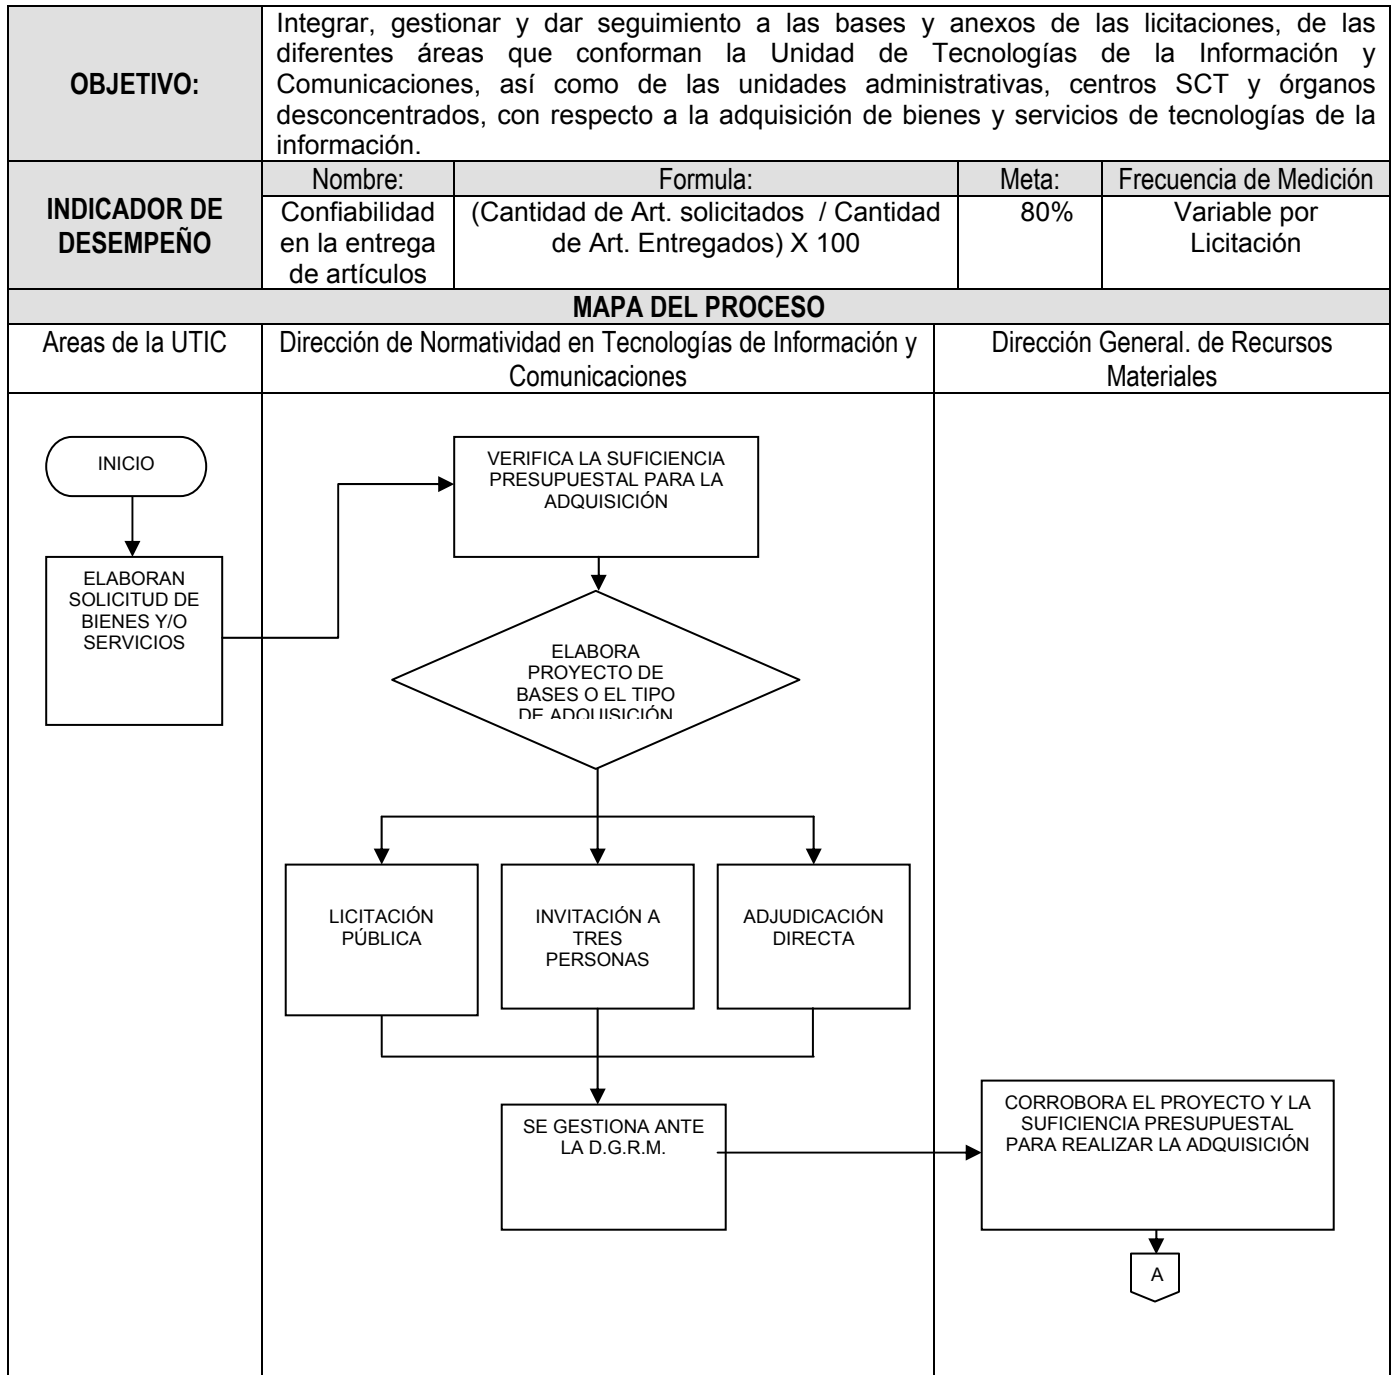 OBJETIVO:
Integrar, gestionar y dar seguimiento a las bases y anexos de las licitaciones, de las
diferentes áreas que conforman la Unidad de Tecnologías de la Información y
Comunicaciones, así como de las unidades administrativas, centros SCT y órganos
desconcentrados, con respecto a la adquisición de bienes y servicios de tecnologías de la
información.
INDICADOR DE
DESEMPEÑO
Nombre:
Formula:
Meta:
Frecuencia de Medición
Confiabilidad
en la entrega
de artículos
(Cantidad de Art. solicitados / Cantidad
de Art. Entregados) X 100
80%
Variable por
Licitación
MAPA DEL PROCESO
Areas de la UTIC
Dirección de Normatividad en Tecnologías de Información y
Comunicaciones
Dirección General. de Recursos
Materiales
INICIO
ELABORAN
SOLICITUD DE
BIENES Y/O
SERVICIOS
VERIFICA LA SUFICIENCIA
PRESUPUESTAL PARA LA
ADQUISICIÓN
ELABORA
PROYECTO DE
BASES O EL TIPO
DE ADQUISICIÓN
LICITACIÓN
PÚBLICA
INVITACIÓN A
TRES
PERSONAS
ADJUDICACIÓN
DIRECTA
SE GESTIONA ANTE
LA D.G.R.M.
CORROBORA EL PROYECTO Y LA
SUFICIENCIA PRESUPUESTAL
PARA REALIZAR LA ADQUISICIÓN
A